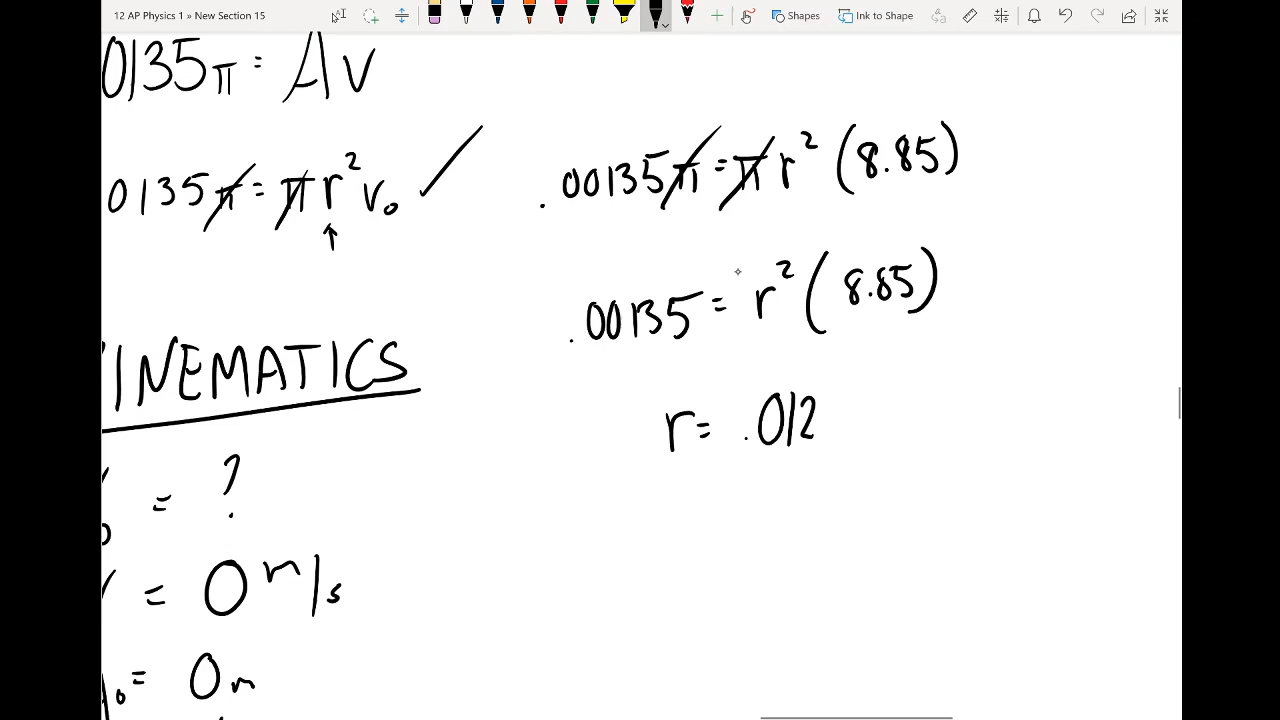 12 AP Physics 1 » New Section 15
Shapes
Ink to Shape
0135π = Av
0135π = πr²v₀ ✓
↑
.00135π = πr²(8.85)
.00135 = r²(8.85)
r = .012
INEMATICS
= ?
= 0 m/s
₀ = 0m